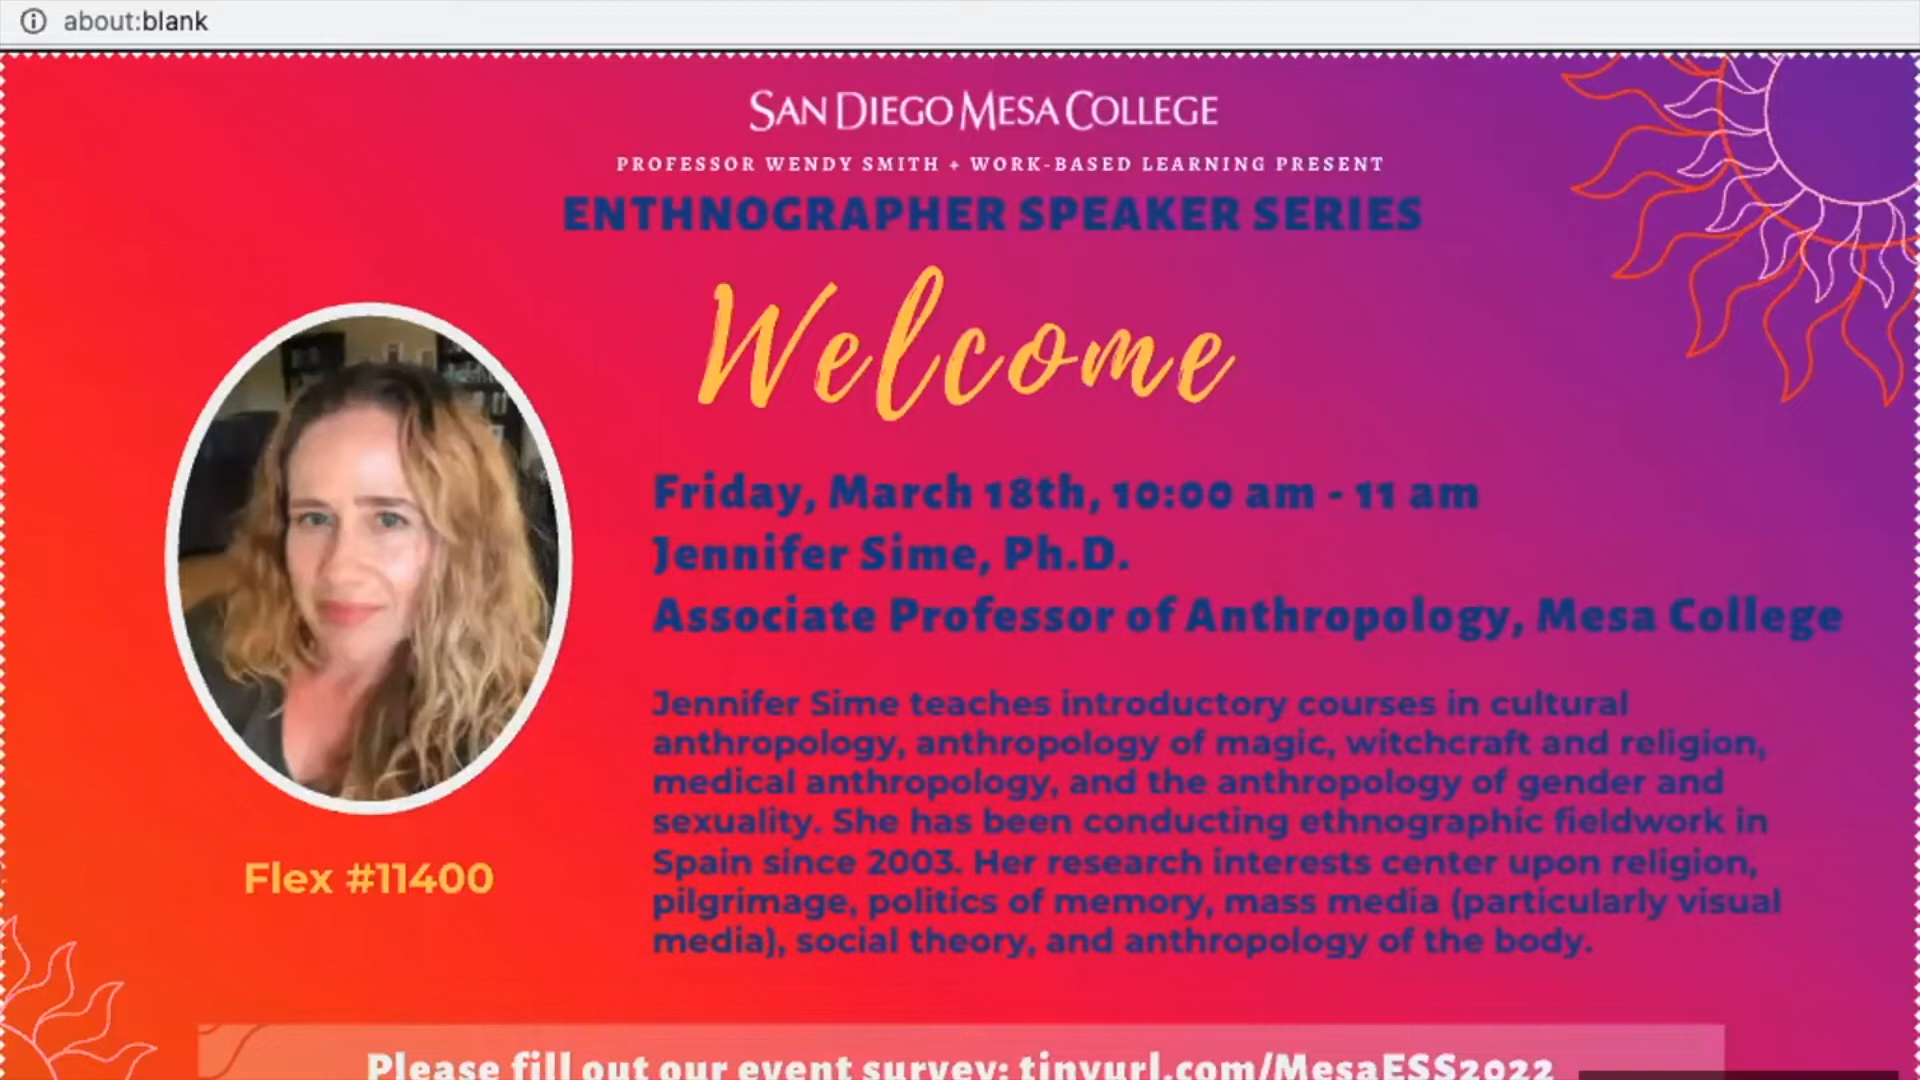 about:blank
SAN DIEGO MESA COLLEGE
PROFESSOR WENDY SMITH + WORK-BASED LEARNING PRESENT
ENTHNOGRAPHER SPEAKER SERIES
Welcome
Friday, March 18th, 10:00 am - 11 am
Jennifer Sime, Ph.D.
Associate Professor of Anthropology, Mesa College
Jennifer Sime teaches introductory courses in cultural
anthropology, anthropology of magic, witchcraft and religion,
medical anthropology, and the anthropology of gender and
sexuality. She has been conducting ethnographic fieldwork in
Spain since 2003. Her research interests center upon religion,
pilgrimage, politics of memory, mass media (particularly visual
media), social theory, and anthropology of the body.
Flex #11400
Please fill out our event survey: tinyurl.com/MesaESS2022